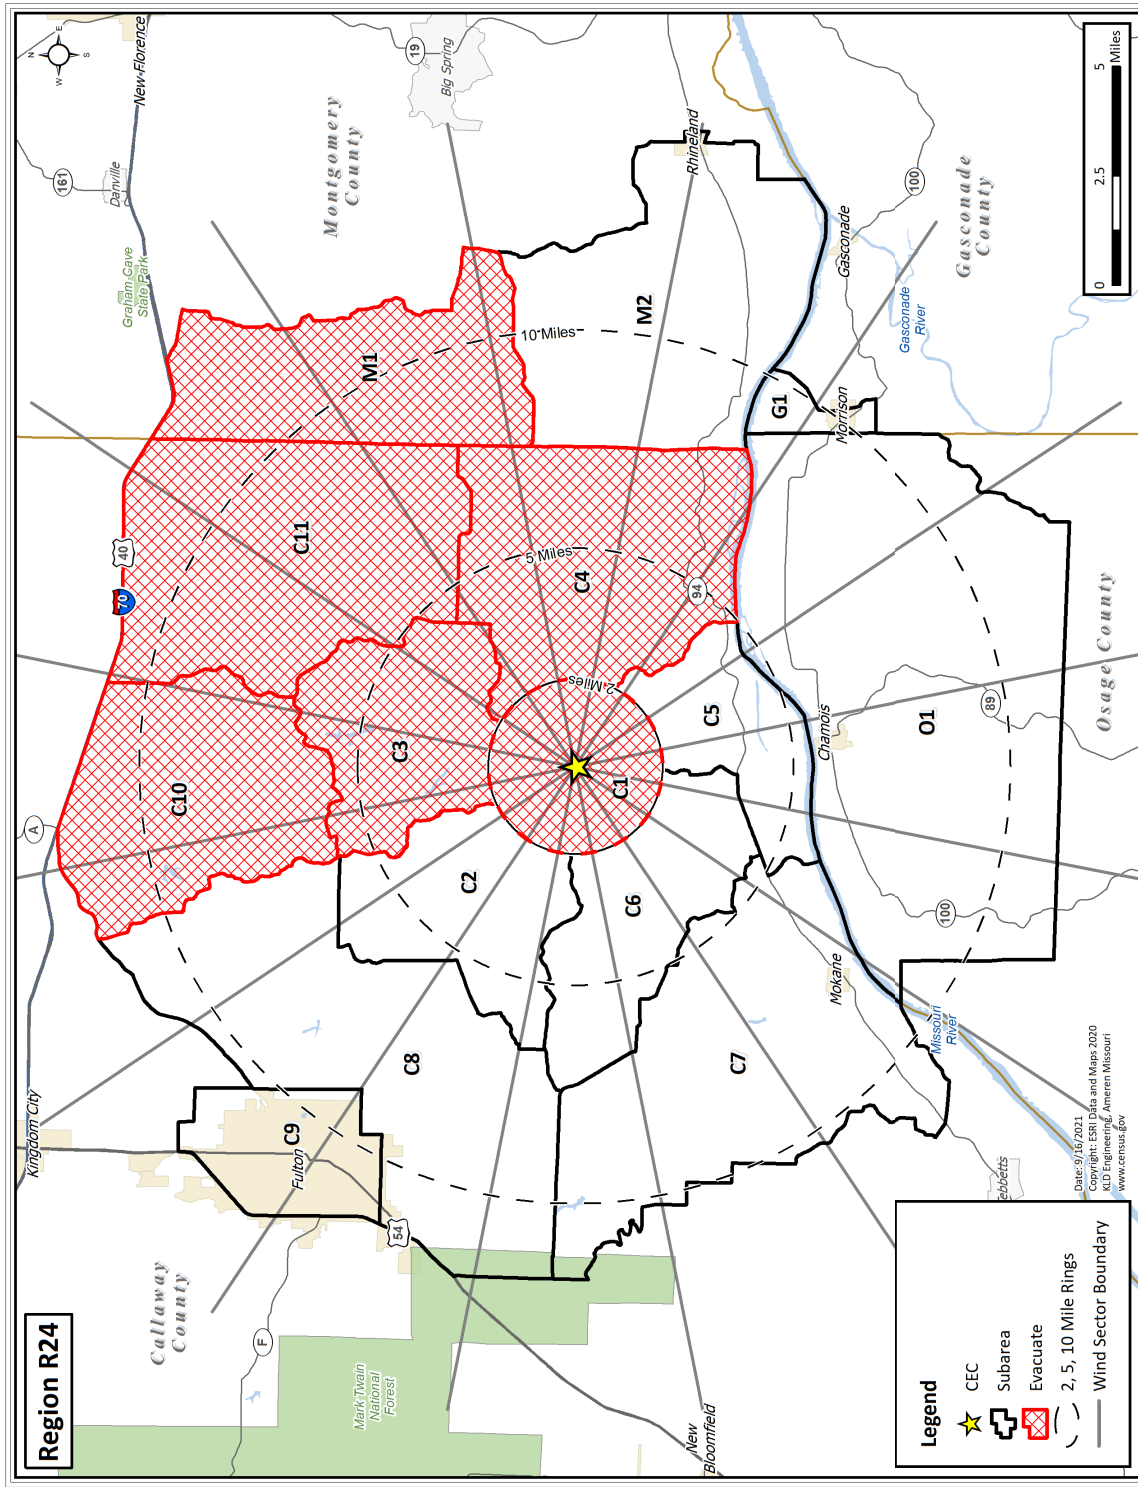 Region R24
Kingdom City
A
70
40
Graham Cave
State Park
Danville
161
New Florence
N
E
S
W
Callaway
County
Montgomery
County
19
Big Spring
F
Fulton
C9
54
C10
C11
M1
C8
C2
C3
C4
M2
10 Miles
5 Miles
2 Miles
Mark Twain
National
Forest
C1
C6
C5
C7
94
Rhineland
New
Bloomfield
Mokane
Chamois
G1
Morrison
Gasconade
100
Gasconade
River
Gasconade
County
Missouri
River
100
O1
89
Osage County
Tebbetts
Date: 9/16/2021
Copyright: ESRI Data and Maps 2020
KLD Engineering, Ameren Missouri
www.census.gov
Legend
CEC
Subarea
Evacuate
2, 5, 10 Mile Rings
Wind Sector Boundary
0
2.5
5
Miles